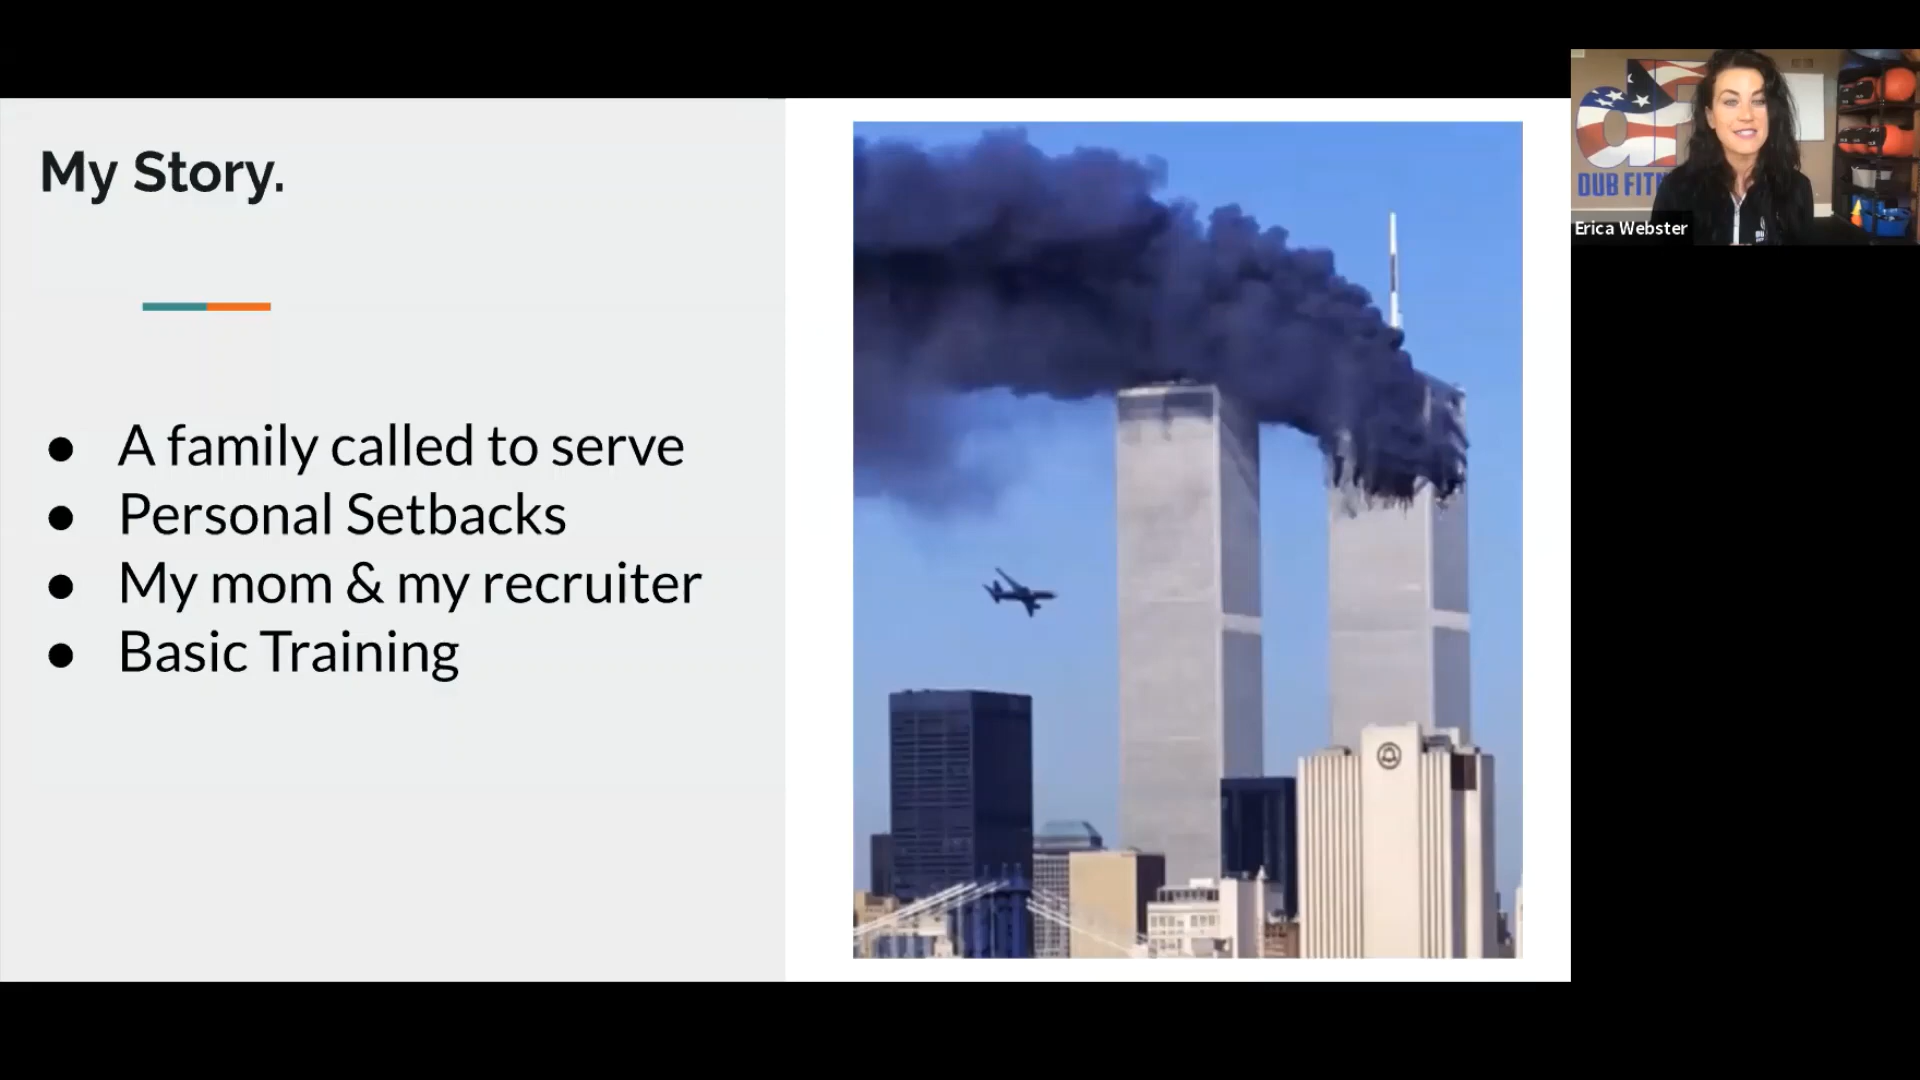 My Story.
● A family called to serve
● Personal Setbacks
● My mom & my recruiter
● Basic Training
DUB FIT
Erica Webster